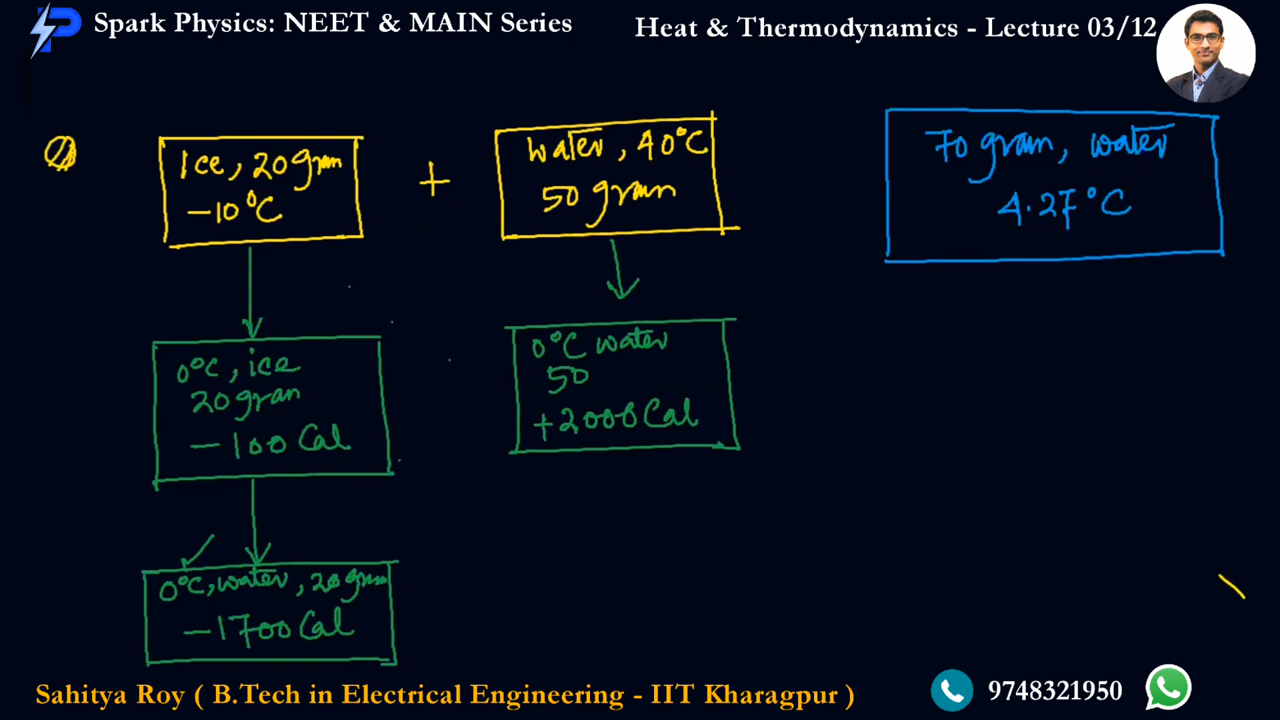 Spark Physics: NEET & MAIN Series
Heat & Thermodynamics - Lecture 03/12
ice, 20 gram
-10°C
+
water, 40°C
50 gram
70 gram, water
4.27°C
0°C, ice
20 gram
- 100 Cal
0°C water
50
+2000 Cal
0°C, water, 20 gram
-1700 Cal
Sahitya Roy ( B.Tech in Electrical Engineering - IIT Kharagpur )
9748321950